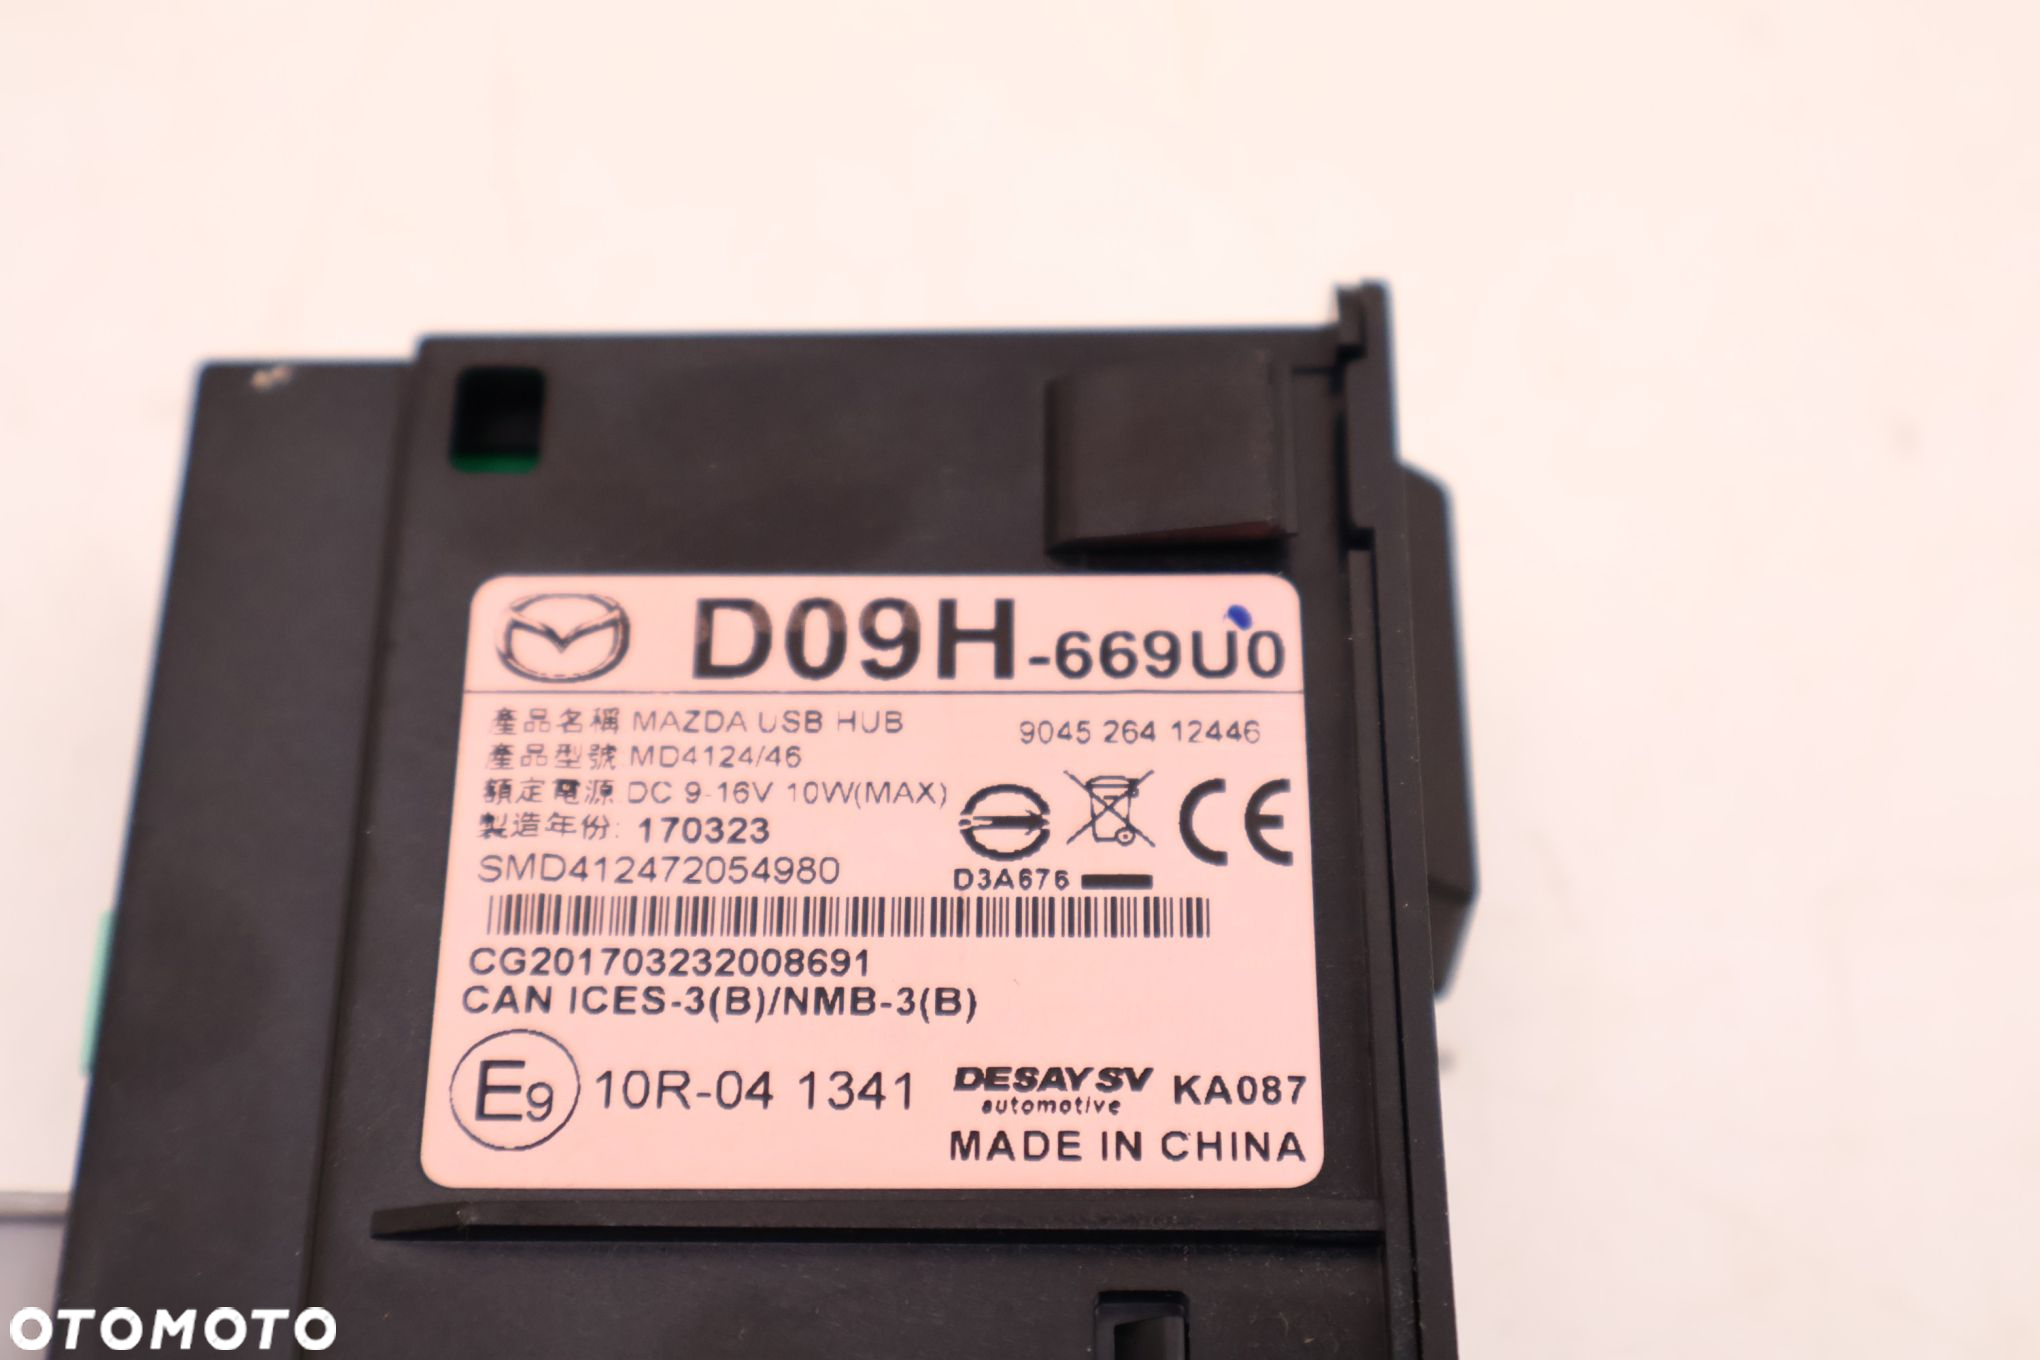 D09H-669U0
產品名稱 MAZDA USB HUB
9045 264 12446
產品型號 MD4124/46
額定電源 DC 9-16V 10W(MAX)
製造年份: 170323
SMD412472054980
D3A676
CE
CG201703232008691
CAN ICES-3(B)/NMB-3(B)
E9 10R-04 1341
DESAY SV automotive KA087
MADE IN CHINA
OTOMOTO